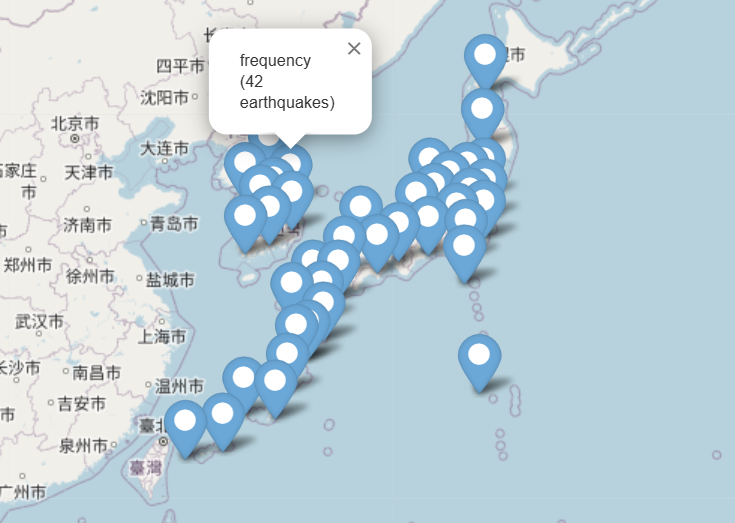 frequency
(42
earthquakes)
四平市
沈阳市
北京市
大连市
天津市
石家庄
市
济南市
青岛市
郑州市
徐州市
盐城市
武汉市
上海市
长沙市
南昌市
温州市
吉安市
泉州市
臺灣
广州市